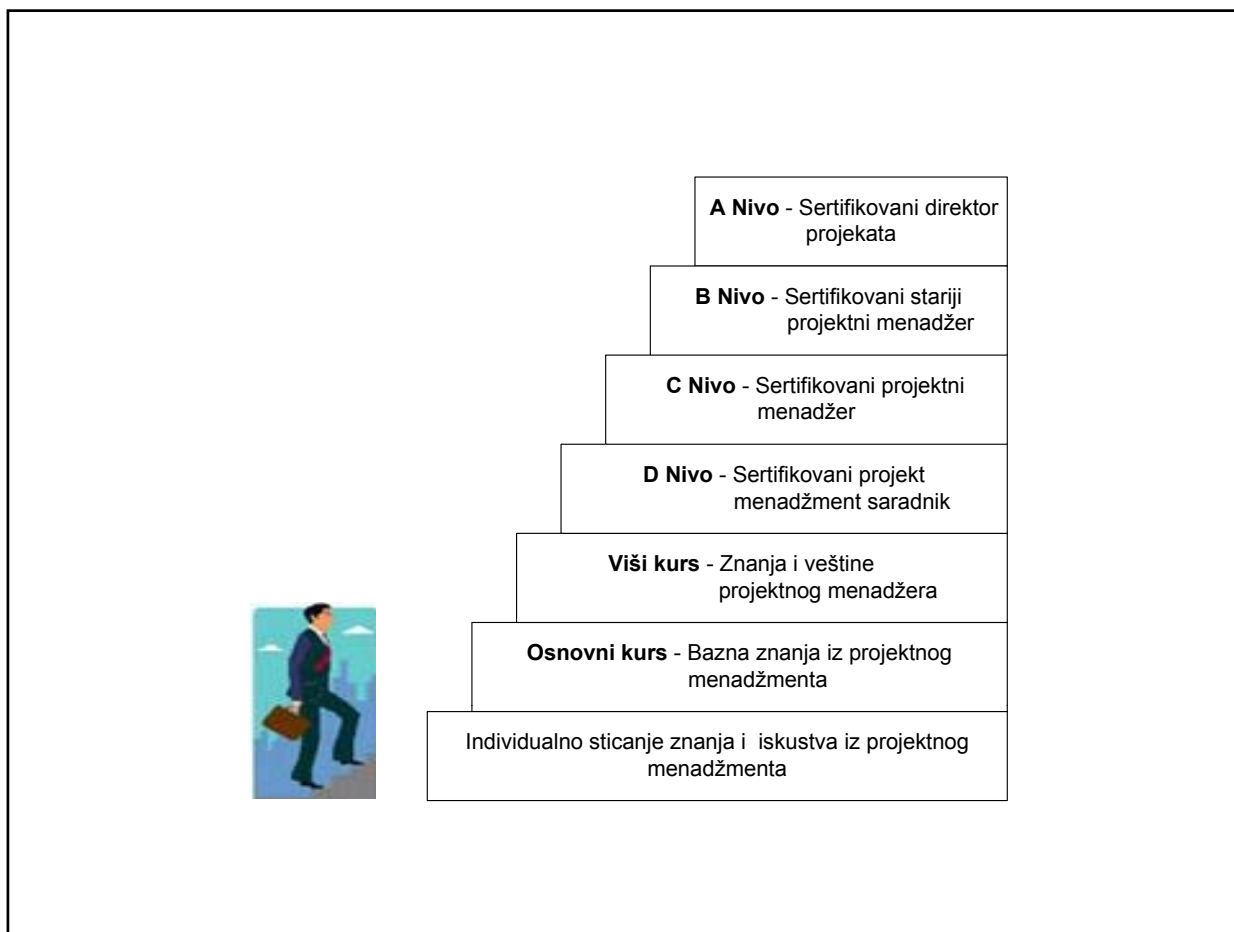 A Nivo - Sertifikovani direktor
projekata
B Nivo - Sertifikovani stariji
projektni menadžer
C Nivo - Sertifikovani projektni
menadžer
D Nivo - Sertifikovani projekt
menadžment saradnik
Viši kurs - Znanja i veštine
projektnog menadžera
Osnovni kurs - Bazna znanja iz projektnog
menadžmenta
Individualno sticanje znanja i iskustva iz projektnog
menadžmenta